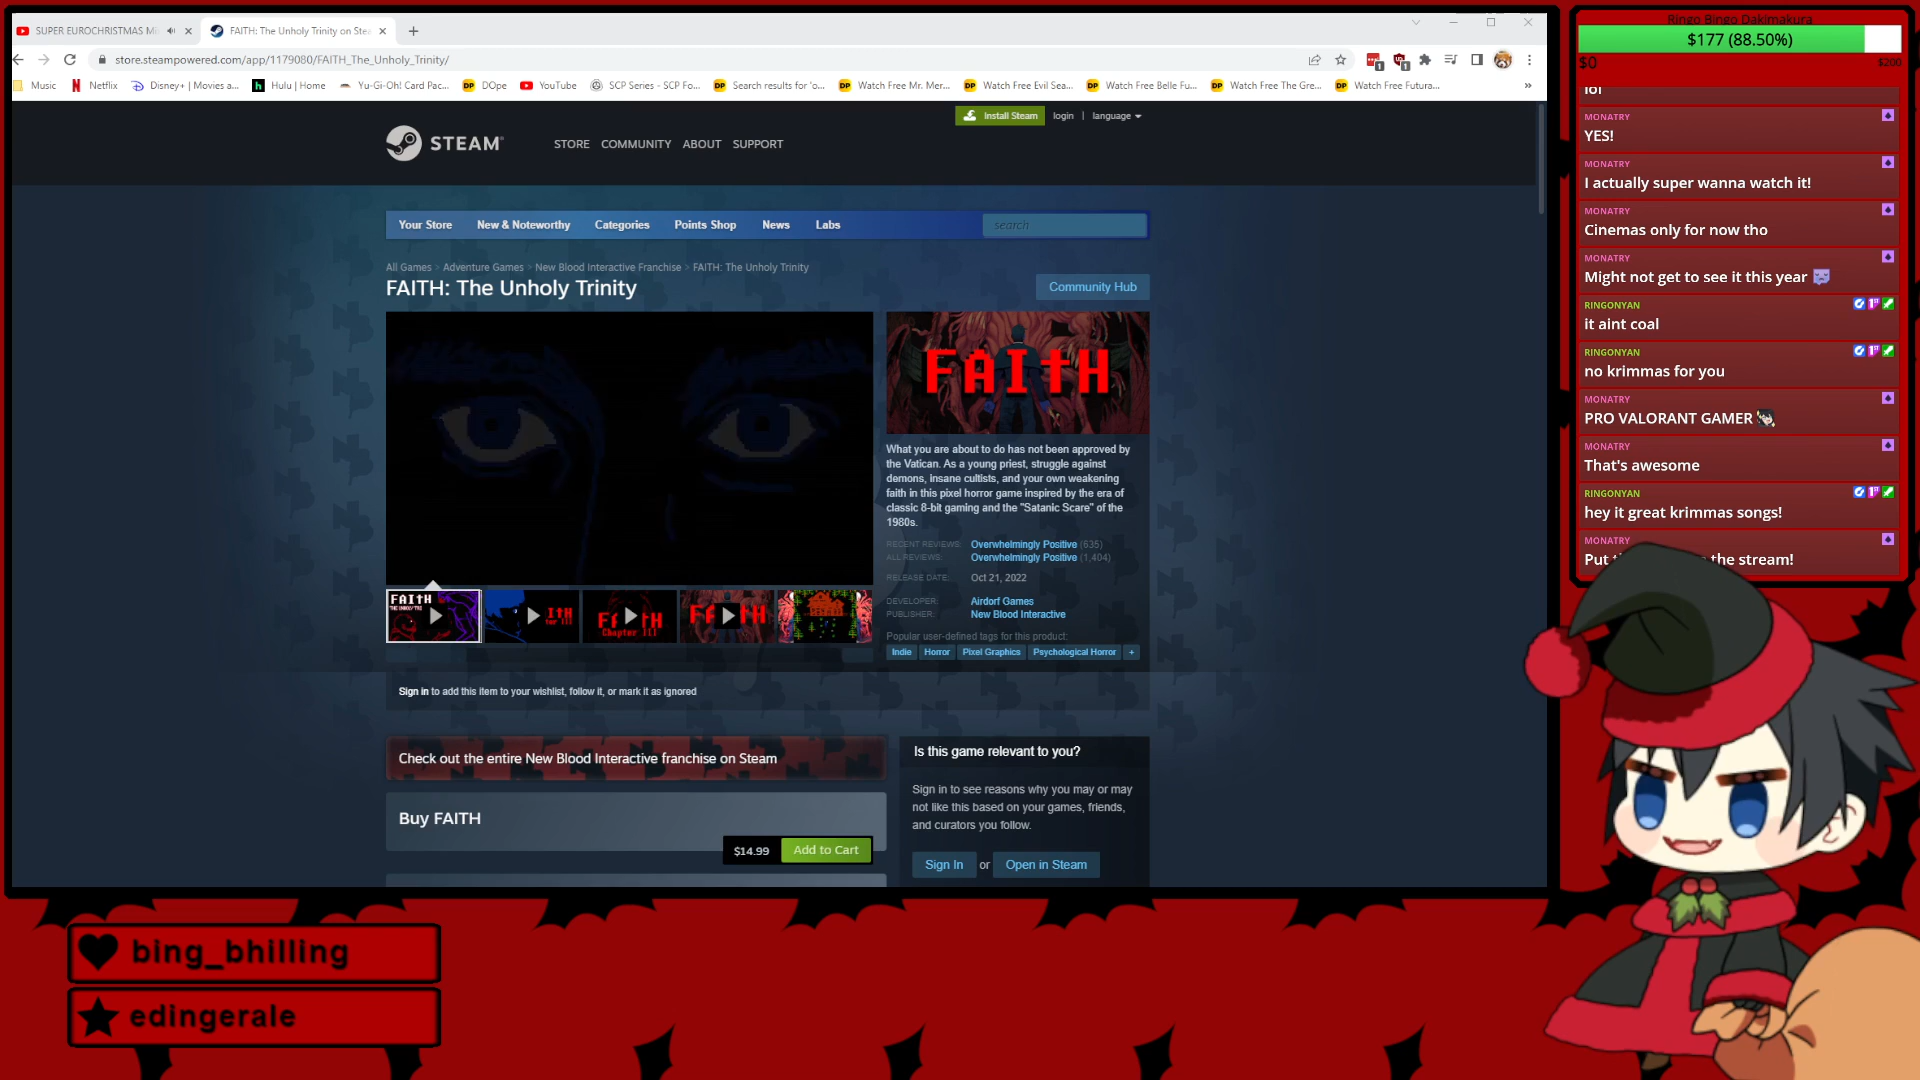 SUPER EUROCHRISTMAS MI
FAITH: The Unholy Trinity on Stea
store.steampowered.com/app/1179080/FAITH_The_Unholy_Trinity/
Music
Netflix
Disney+ | Movies a...
Hulu | Home
Yu-Gi-Oh! Card Pac...
DOpe
YouTube
SCP Series - SCP Fo...
Search results for 'o...
Watch Free Mr. Mer...
Watch Free Evil Sea...
Watch Free Belle Fu...
Watch Free The Gre...
Watch Free Futura...
Install Steam
login | language
STEAM
STORE COMMUNITY ABOUT SUPPORT
Your Store New & Noteworthy Categories Points Shop News Labs
search
All Games > Adventure Games > New Blood Interactive Franchise > FAITH: The Unholy Trinity
FAITH: The Unholy Trinity
Community Hub
FAItH
What you are about to do has not been approved by
the Vatican. As a young priest, struggle against
demons, insane cultists, and your own weakening
faith in this pixel horror game inspired by the era of
classic 8-bit gaming and the "Satanic Scare" of the
1980s.
RECENT REVIEWS: Overwhelmingly Positive (635)
ALL REVIEWS: Overwhelmingly Positive (1,404)
RELEASE DATE: Oct 21, 2022
DEVELOPER: Airdorf Games
PUBLISHER: New Blood Interactive
Popular user-defined tags for this product:
Indie Horror Pixel Graphics Psychological Horror +
FAItH
Chapter III
FAItH
Sign in to add this item to your wishlist, follow it, or mark it as ignored
Check out the entire New Blood Interactive franchise on Steam
Buy FAITH
$14.99 Add to Cart
Is this game relevant to you?
Sign in to see reasons why you may or may
not like this based on your games, friends,
and curators you follow.
Sign In or Open in Steam
Ringo Bingo Dakimakura
$177 (88.50%)
$0
$200
lol
MONATRY
YES!
MONATRY
I actually super wanna watch it!
MONATRY
Cinemas only for now tho
MONATRY
Might not get to see it this year
RINGONYAN
it aint coal
RINGONYAN
no krimmas for you
MONATRY
PRO VALORANT GAMER
MONATRY
That's awesome
RINGONYAN
hey it great krimmas songs!
MONATRY
Put the stream!
bing_bhilling
edingerale